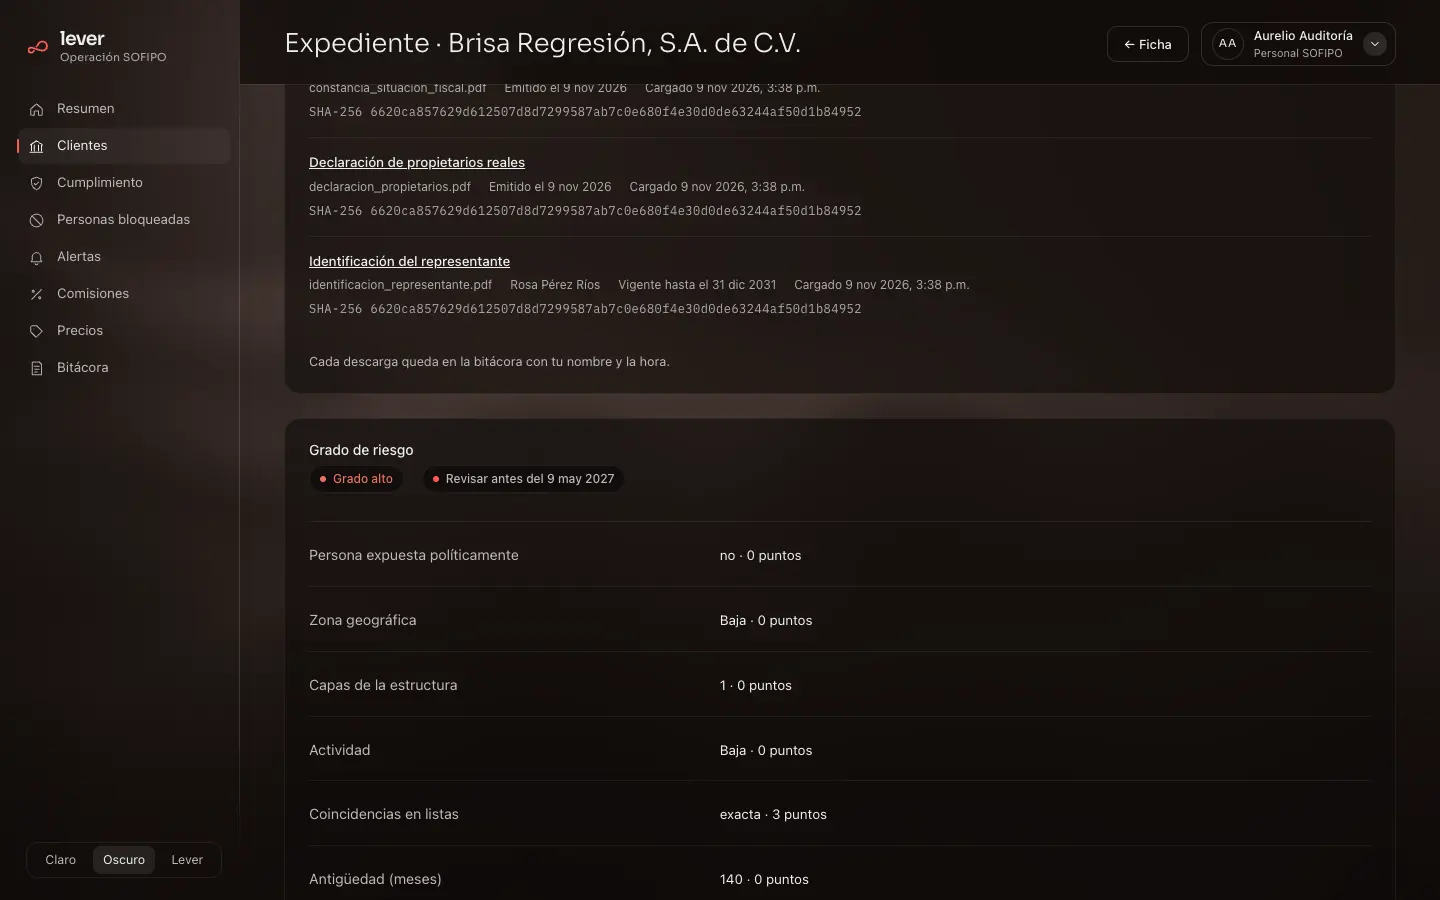 lever
Operación SOFIPO
Resumen
Clientes
Cumplimiento
Personas bloqueadas
Alertas
Comisiones
Precios
Bitácora
Claro Oscuro Lever
Expediente · Brisa Regresión, S.A. de C.V.
← Ficha
AA
Aurelio Auditoría
Personal SOFIPO
constancia_situacion_fiscal.pdf Emitido el 9 nov 2026 Cargado 9 nov 2026, 3:38 p.m.
SHA-256 6620ca857629d612507d8d7299587ab7c0e680f4e30d0de63244af50d1b84952
Declaración de propietarios reales
declaracion_propietarios.pdf Emitido el 9 nov 2026 Cargado 9 nov 2026, 3:38 p.m.
SHA-256 6620ca857629d612507d8d7299587ab7c0e680f4e30d0de63244af50d1b84952
Identificación del representante
identificacion_representante.pdf Rosa Pérez Ríos Vigente hasta el 31 dic 2031 Cargado 9 nov 2026, 3:38 p.m.
SHA-256 6620ca857629d612507d8d7299587ab7c0e680f4e30d0de63244af50d1b84952
Cada descarga queda en la bitácora con tu nombre y la hora.
Grado de riesgo
Grado alto Revisar antes del 9 may 2027
Persona expuesta políticamente no · 0 puntos
Zona geográfica Baja · 0 puntos
Capas de la estructura 1 · 0 puntos
Actividad Baja · 0 puntos
Coincidencias en listas exacta · 3 puntos
Antigüedad (meses) 140 · 0 puntos